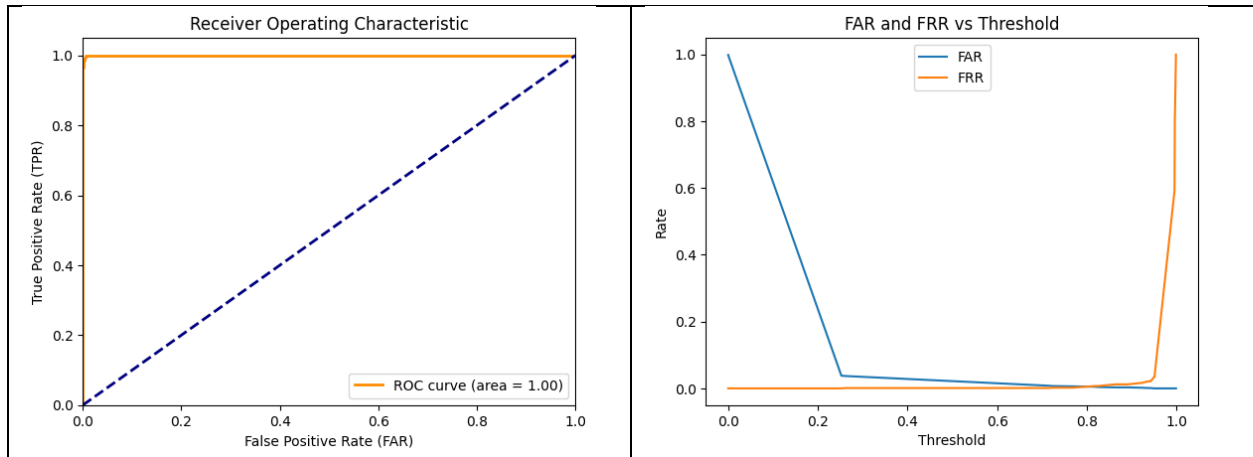 Receiver Operating Characteristic
1.0
0.8
0.6
0.4
0.2
0.0
True Positive Rate (TPR)
ROC curve (area = 1.00)
0.0 0.2 0.4 0.6 0.8 1.0
False Positive Rate (FAR)
FAR and FRR vs Threshold
FAR
FRR
1.0
0.8
0.6
0.4
0.2
0.0
Rate
0.0 0.2 0.4 0.6 0.8 1.0
Threshold